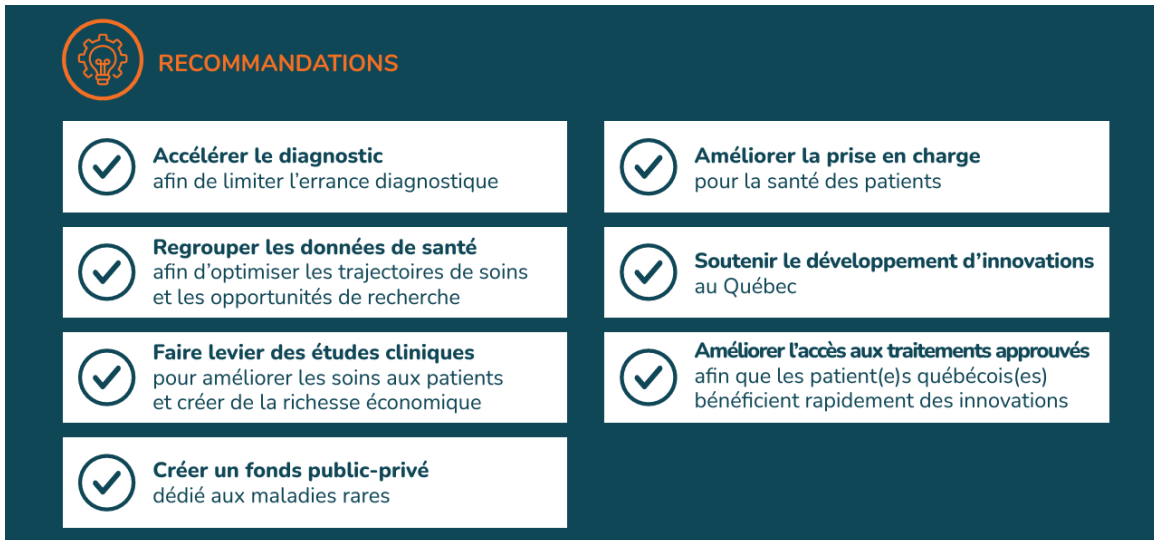 RECOMMANDATIONS
Accélérer le diagnostic
afin de limiter l’errance diagnostique
Améliorer la prise en charge
pour la santé des patients
Regrouper les données de santé
afin d’optimiser les trajectoires de soins
et les opportunités de recherche
Soutenir le développement d’innovations
au Québec
Faire levier des études cliniques
pour améliorer les soins aux patients
et créer de la richesse économique
Améliorer l’accès aux traitements approuvés
afin que les patient(e)s québécois(es)
bénéficient rapidement des innovations
Créer un fonds public-privé
dédié aux maladies rares